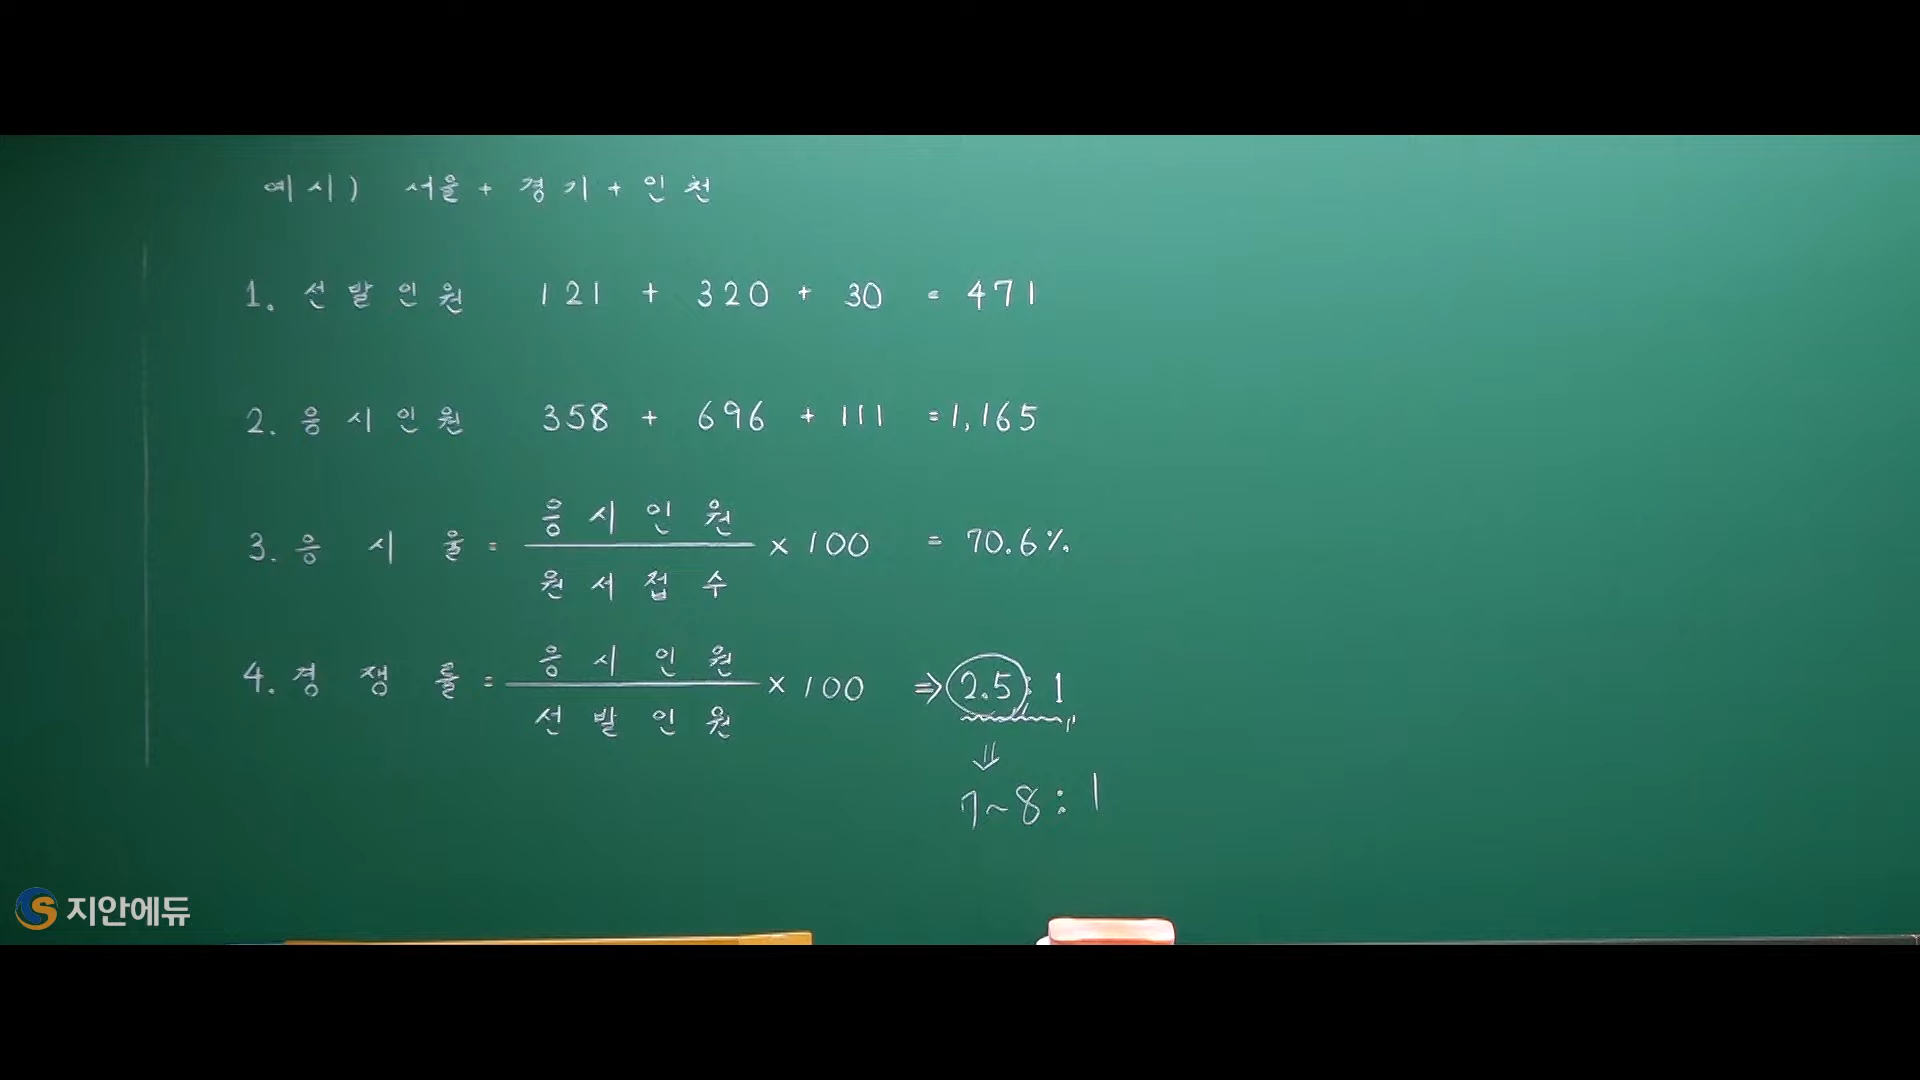 예시) 서울 + 경기 + 인천
1. 선발인원 121 + 320 + 30 = 471
2. 응시인원 358 + 696 + 111 = 1,165
3. 응시율 = 응시인원 / 원서접수 × 100 = 70.6%
4. 경쟁률 = 응시인원 / 선발인원 × 100 ⇒ 2.5 : 1
⇓
7~8 : 1
지안에듀